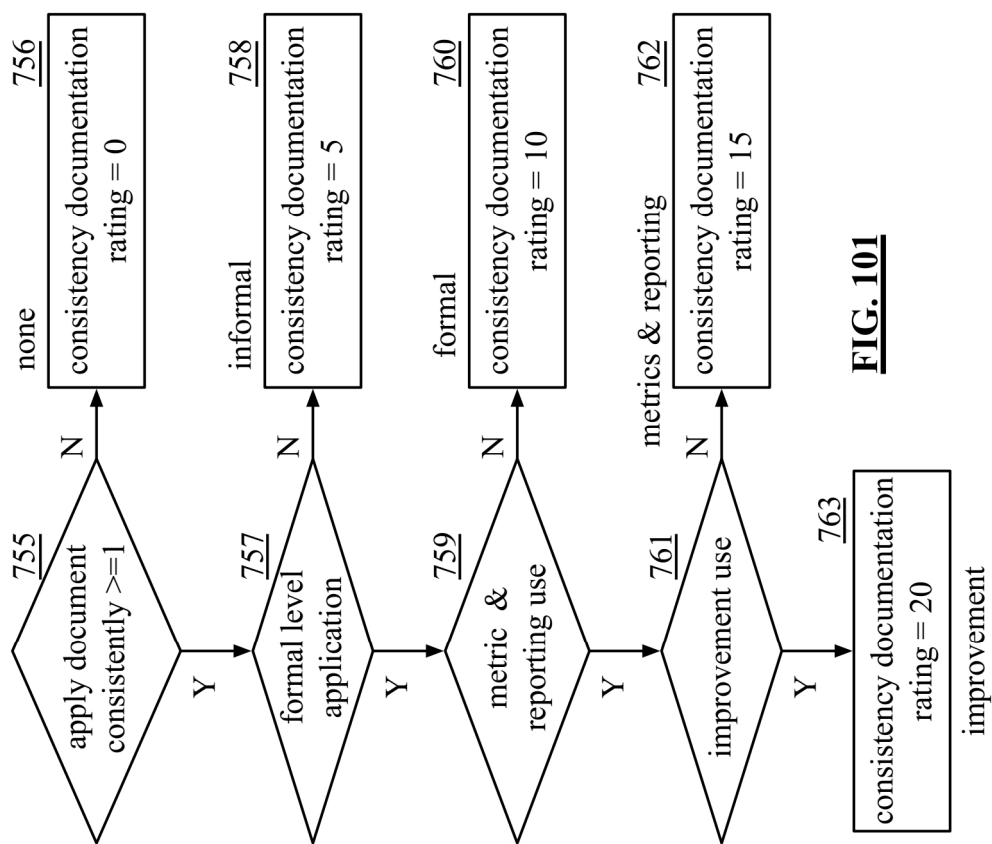 755
apply document
consistently >=1
N
none
756
consistency documentation
rating = 0
Y
757
formal level
application
N
informal
758
consistency documentation
rating = 5
Y
759
metric &
reporting use
N
formal
760
consistency documentation
rating = 10
Y
761
improvement use
N
metrics & reporting
762
consistency documentation
rating = 15
Y
763
consistency documentation
rating = 20
improvement
FIG. 101